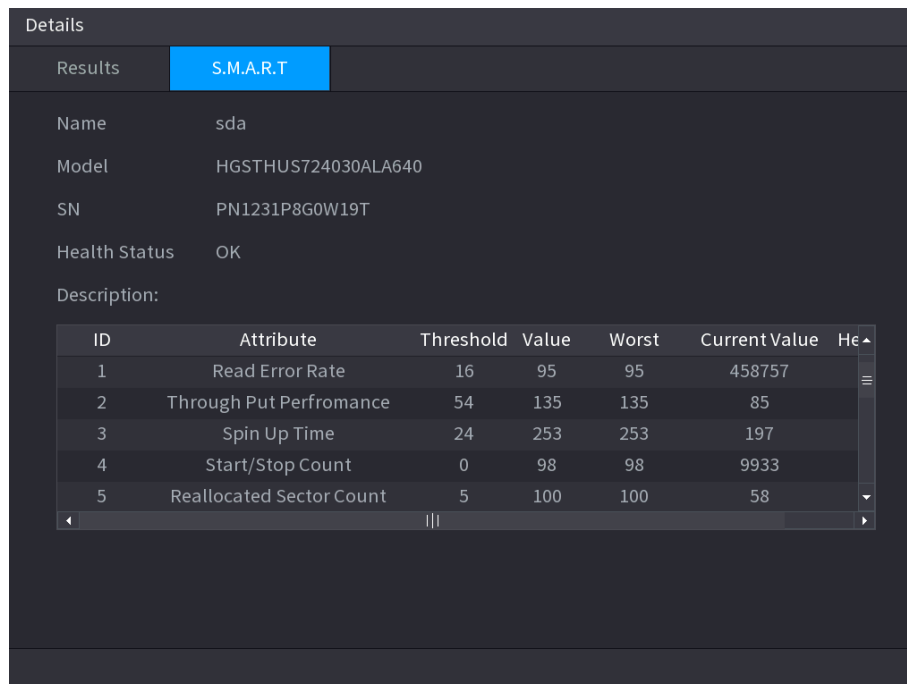 Details
Results S.M.A.R.T
Name sda
Model HGSTHUS724030ALA640
SN PN1231P8G0W19T
Health Status OK
Description:
ID Attribute Threshold Value Worst Current Value He
1 Read Error Rate 16 95 95 458757
2 Through Put Perfromance 54 135 135 85
3 Spin Up Time 24 253 253 197
4 Start/Stop Count 0 98 98 9933
5 Reallocated Sector Count 5 100 100 58